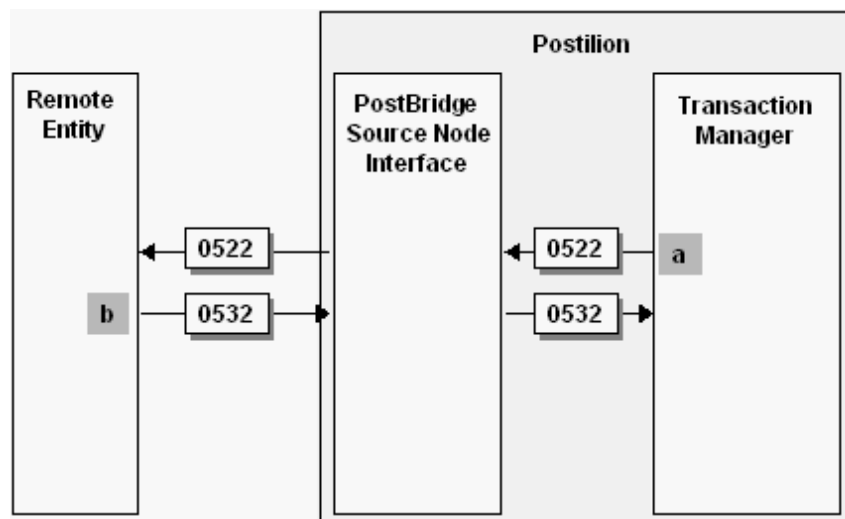 Postilion
Remote
Entity
PostBridge
Source Node
Interface
Transaction
Manager
0522
0522
a
b
0532
0532